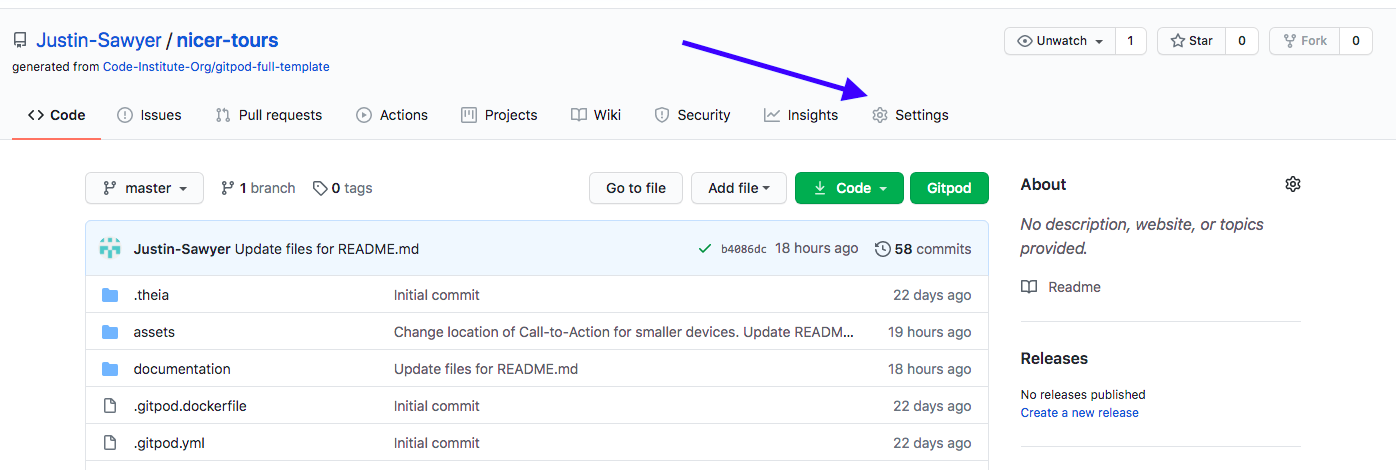 Justin-Sawyer / nicer-tours Unwatch 1 Star 0 Fork 0
generated from Code-Institute-Org/gitpod-full-template
Code Issues Pull requests Actions Projects Wiki Security Insights Settings
master 1 branch 0 tags Go to file Add file Code Gitpod
About
No description, website, or topics
provided.
Readme
Releases
No releases published
Create a new release
Justin-Sawyer Update files for README.md b4086dc 18 hours ago 58 commits
.theia Initial commit 22 days ago
assets Change location of Call-to-Action for smaller devices. Update READM... 19 hours ago
documentation Update files for README.md 18 hours ago
.gitpod.dockerfile Initial commit 22 days ago
.gitpod.yml Initial commit 22 days ago